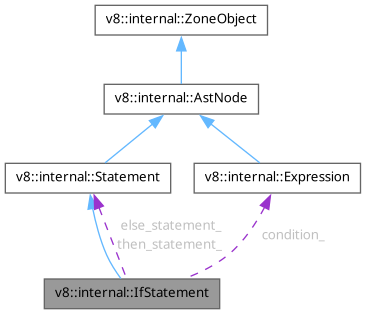 v8::internal::ZoneObject
v8::internal::AstNode
v8::internal::Statement
v8::internal::Expression
else_statement_
then_statement_
condition_
v8::internal::IfStatement